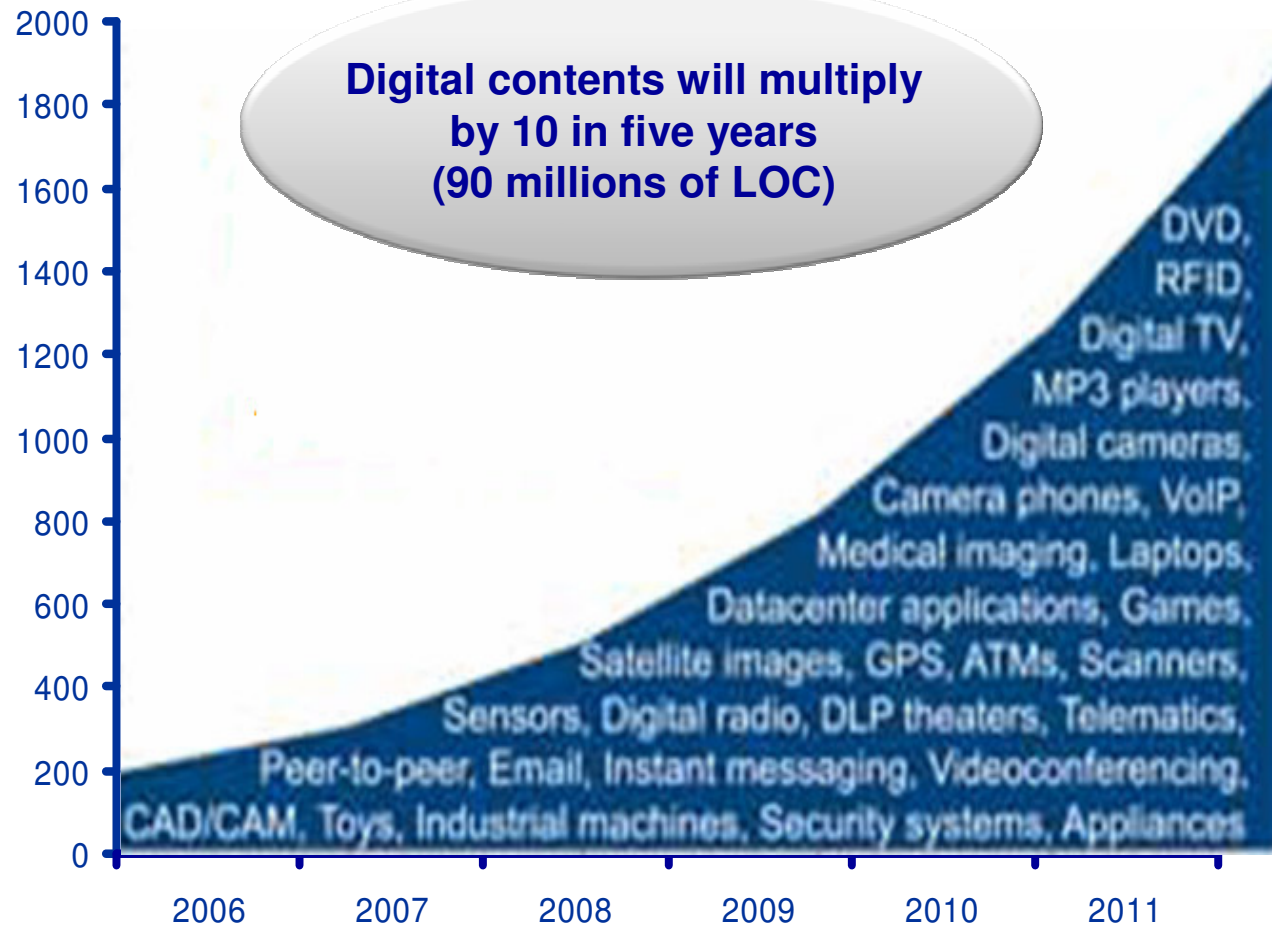 2000
Digital contents will multiply
1800
by 10 in five years
1600
(90 millions of LOC)
DVD,
1400
RFID,
1200
Digital TV,
MP3 players,
1000
Digital cameras,
800
Camera phones, VoIP,
Medical imaging, Laptops,
600
Datacenter applications, Games,
Satellite images, GPS, ATMs, Scanners,
400
Sensors, Digital radio, DLP theaters, Telematics,
200
Peer-to-peer, Email, Instant messaging, Videoconferencing,
CAD/CAM, Toys, Industrial machines, Security systems, Appliances
0
2006 2007 2008 2009 2010 2011